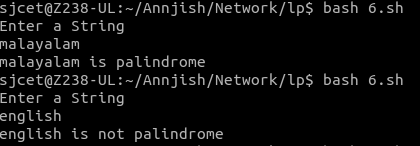 sjcet@Z238-UL:~/Annjish/Network/lp$ bash 6.sh
Enter a String
malayalam
malayalam is palindrome
sjcet@Z238-UL:~/Annjish/Network/lp$ bash 6.sh
Enter a String
english
english is not palindrome